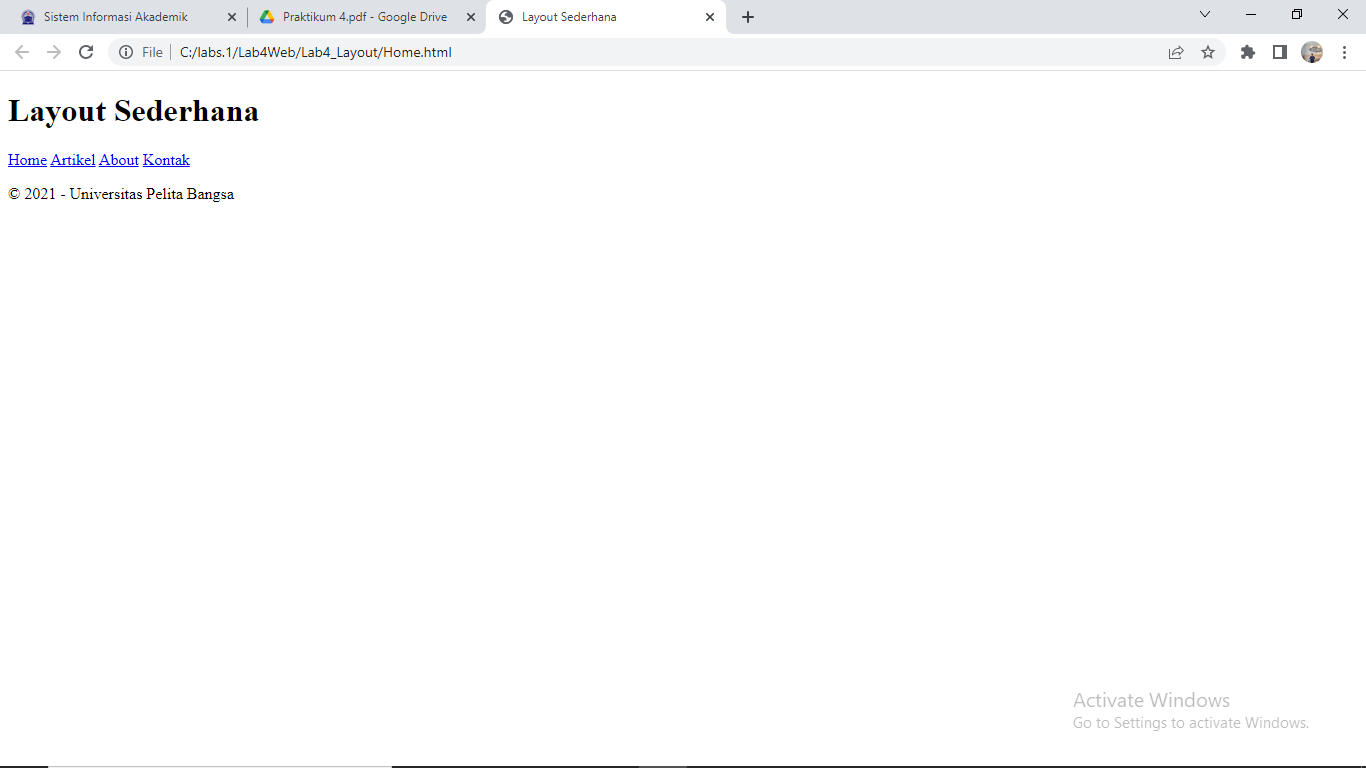 Sistem Informasi Akademik
Praktikum 4.pdf - Google Drive
Layout Sederhana
File
C:/labs.1/Lab4Web/Lab4_Layout/Home.html
Layout Sederhana
Home Artikel About Kontak
© 2021 - Universitas Pelita Bangsa
Activate Windows
Go to Settings to activate Windows.